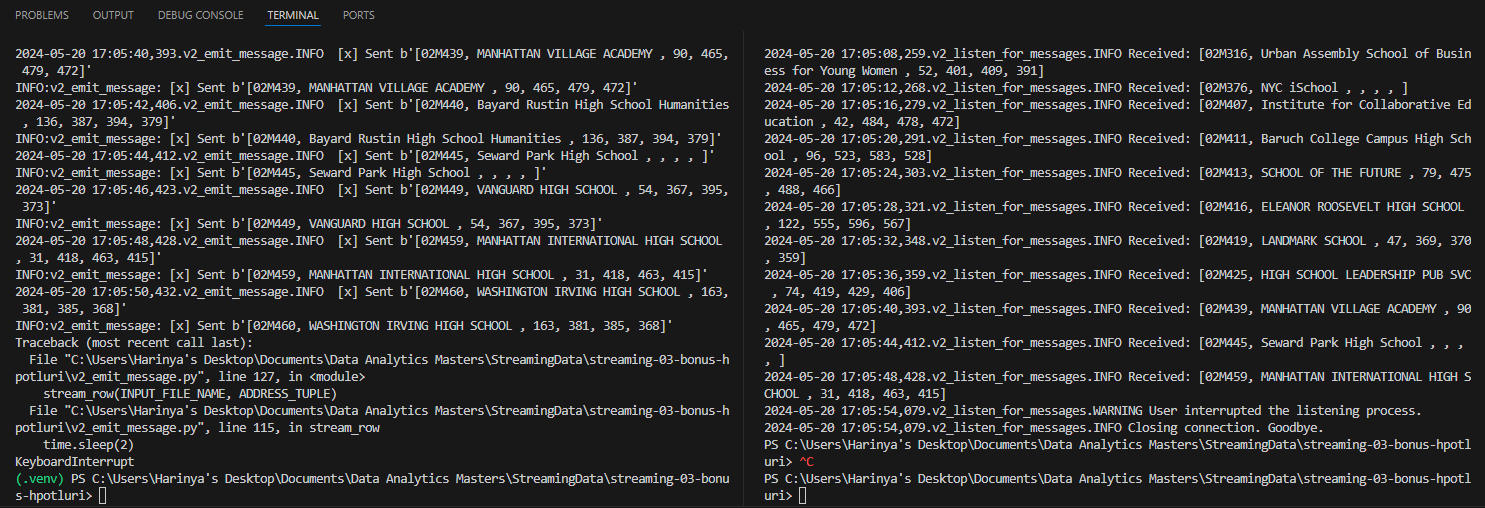 PROBLEMS OUTPUT DEBUG CONSOLE TERMINAL PORTS
2024-05-20 17:05:40,393.v2_emit_message.INFO [x] Sent b'[02M439, MANHATTAN VILLAGE ACADEMY , 90, 465,
479, 472]'
INFO:v2_emit_message: [x] Sent b'[02M439, MANHATTAN VILLAGE ACADEMY , 90, 465, 479, 472]'
2024-05-20 17:05:42,406.v2_emit_message.INFO [x] Sent b'[02M440, Bayard Rustin High School Humanities
, 136, 387, 394, 379]'
INFO:v2_emit_message: [x] Sent b'[02M440, Bayard Rustin High School Humanities , 136, 387, 394, 379]'
2024-05-20 17:05:44,412.v2_emit_message.INFO [x] Sent b'[02M445, Seward Park High School , , , , ]'
INFO:v2_emit_message: [x] Sent b'[02M445, Seward Park High School , , , , ]'
2024-05-20 17:05:46,423.v2_emit_message.INFO [x] Sent b'[02M449, VANGUARD HIGH SCHOOL , 54, 367, 395,
373]'
INFO:v2_emit_message: [x] Sent b'[02M449, VANGUARD HIGH SCHOOL , 54, 367, 395, 373]'
2024-05-20 17:05:48,428.v2_emit_message.INFO [x] Sent b'[02M459, MANHATTAN INTERNATIONAL HIGH SCHOOL
, 31, 418, 463, 415]'
INFO:v2_emit_message: [x] Sent b'[02M459, MANHATTAN INTERNATIONAL HIGH SCHOOL , 31, 418, 463, 415]'
2024-05-20 17:05:50,432.v2_emit_message.INFO [x] Sent b'[02M460, WASHINGTON IRVING HIGH SCHOOL , 163,
381, 385, 368]'
INFO:v2_emit_message: [x] Sent b'[02M460, WASHINGTON IRVING HIGH SCHOOL , 163, 381, 385, 368]'
Traceback (most recent call last):
File "C:\Users\Harinya's Desktop\Documents\Data Analytics Masters\StreamingData\streaming-03-bonus-h
potluri\v2_emit_message.py", line 127, in <module>
stream_row(INPUT_FILE_NAME, ADDRESS_TUPLE)
File "C:\Users\Harinya's Desktop\Documents\Data Analytics Masters\StreamingData\streaming-03-bonus-h
potluri\v2_emit_message.py", line 115, in stream_row
time.sleep(2)
KeyboardInterrupt
(.venv) PS C:\Users\Harinya's Desktop\Documents\Data Analytics Masters\StreamingData\streaming-03-bonu
s-hpotluri>
2024-05-20 17:05:08,259.v2_listen_for_messages.INFO Received: [02M316, Urban Assembly School of Busin
ess for Young Women , 52, 401, 409, 391]
2024-05-20 17:05:12,268.v2_listen_for_messages.INFO Received: [02M376, NYC iSchool , , , , ]
2024-05-20 17:05:16,279.v2_listen_for_messages.INFO Received: [02M407, Institute for Collaborative Ed
ucation , 42, 484, 478, 472]
2024-05-20 17:05:20,291.v2_listen_for_messages.INFO Received: [02M411, Baruch College Campus High Sch
ool , 96, 523, 583, 528]
2024-05-20 17:05:24,303.v2_listen_for_messages.INFO Received: [02M413, SCHOOL OF THE FUTURE , 79, 475
, 488, 466]
2024-05-20 17:05:28,321.v2_listen_for_messages.INFO Received: [02M416, ELEANOR ROOSEVELT HIGH SCHOOL
, 122, 555, 596, 567]
2024-05-20 17:05:32,348.v2_listen_for_messages.INFO Received: [02M419, LANDMARK SCHOOL , 47, 369, 370
, 359]
2024-05-20 17:05:36,359.v2_listen_for_messages.INFO Received: [02M425, HIGH SCHOOL LEADERSHIP PUB SVC
, 74, 419, 429, 406]
2024-05-20 17:05:40,393.v2_listen_for_messages.INFO Received: [02M439, MANHATTAN VILLAGE ACADEMY , 90
, 465, 479, 472]
2024-05-20 17:05:44,412.v2_listen_for_messages.INFO Received: [02M445, Seward Park High School , , ,
, ]
2024-05-20 17:05:48,428.v2_listen_for_messages.INFO Received: [02M459, MANHATTAN INTERNATIONAL HIGH S
CHOOL , 31, 418, 463, 415]
2024-05-20 17:05:54,079.v2_listen_for_messages.WARNING User interrupted the listening process.
2024-05-20 17:05:54,079.v2_listen_for_messages.INFO Closing connection. Goodbye.
PS C:\Users\Harinya's Desktop\Documents\Data Analytics Masters\StreamingData\streaming-03-bonus-hpotl
uri> ^C
PS C:\Users\Harinya's Desktop\Documents\Data Analytics Masters\StreamingData\streaming-03-bonus-hpotl
uri>